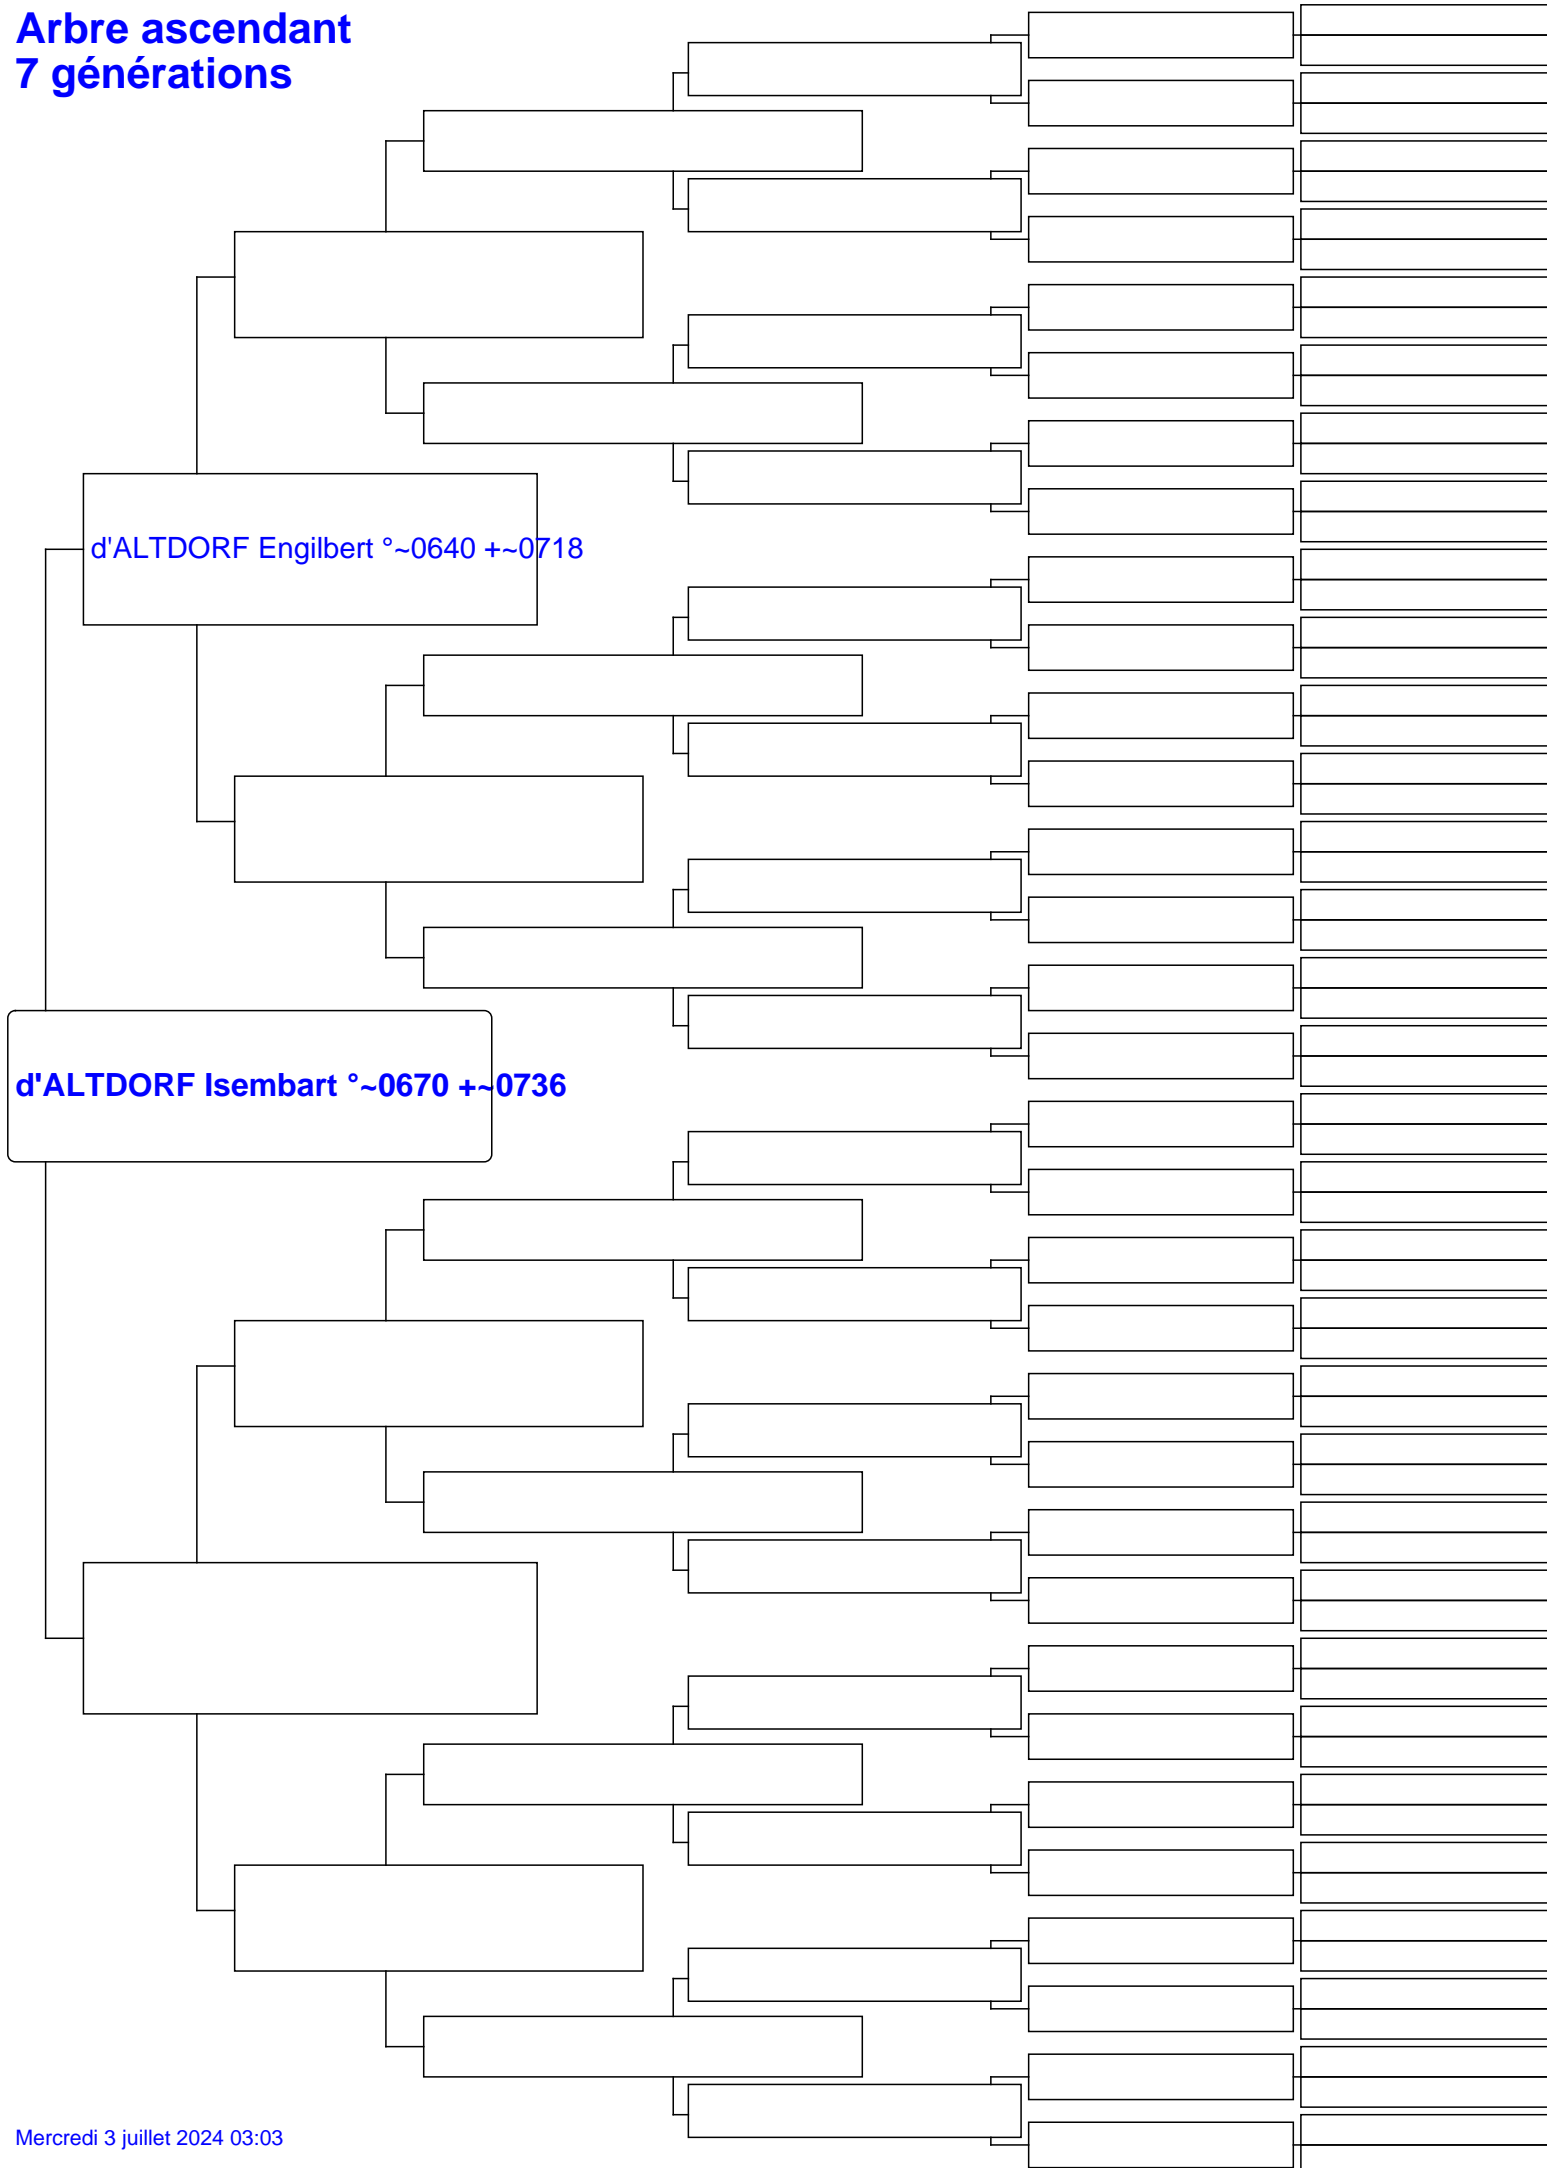 Arbre ascendant
7 générations
d'ALTDORF Engilbert °~0640 +~0718
d'ALTDORF Isembart °~0670 +~0736
Mercredi 3 juillet 2024 03:03